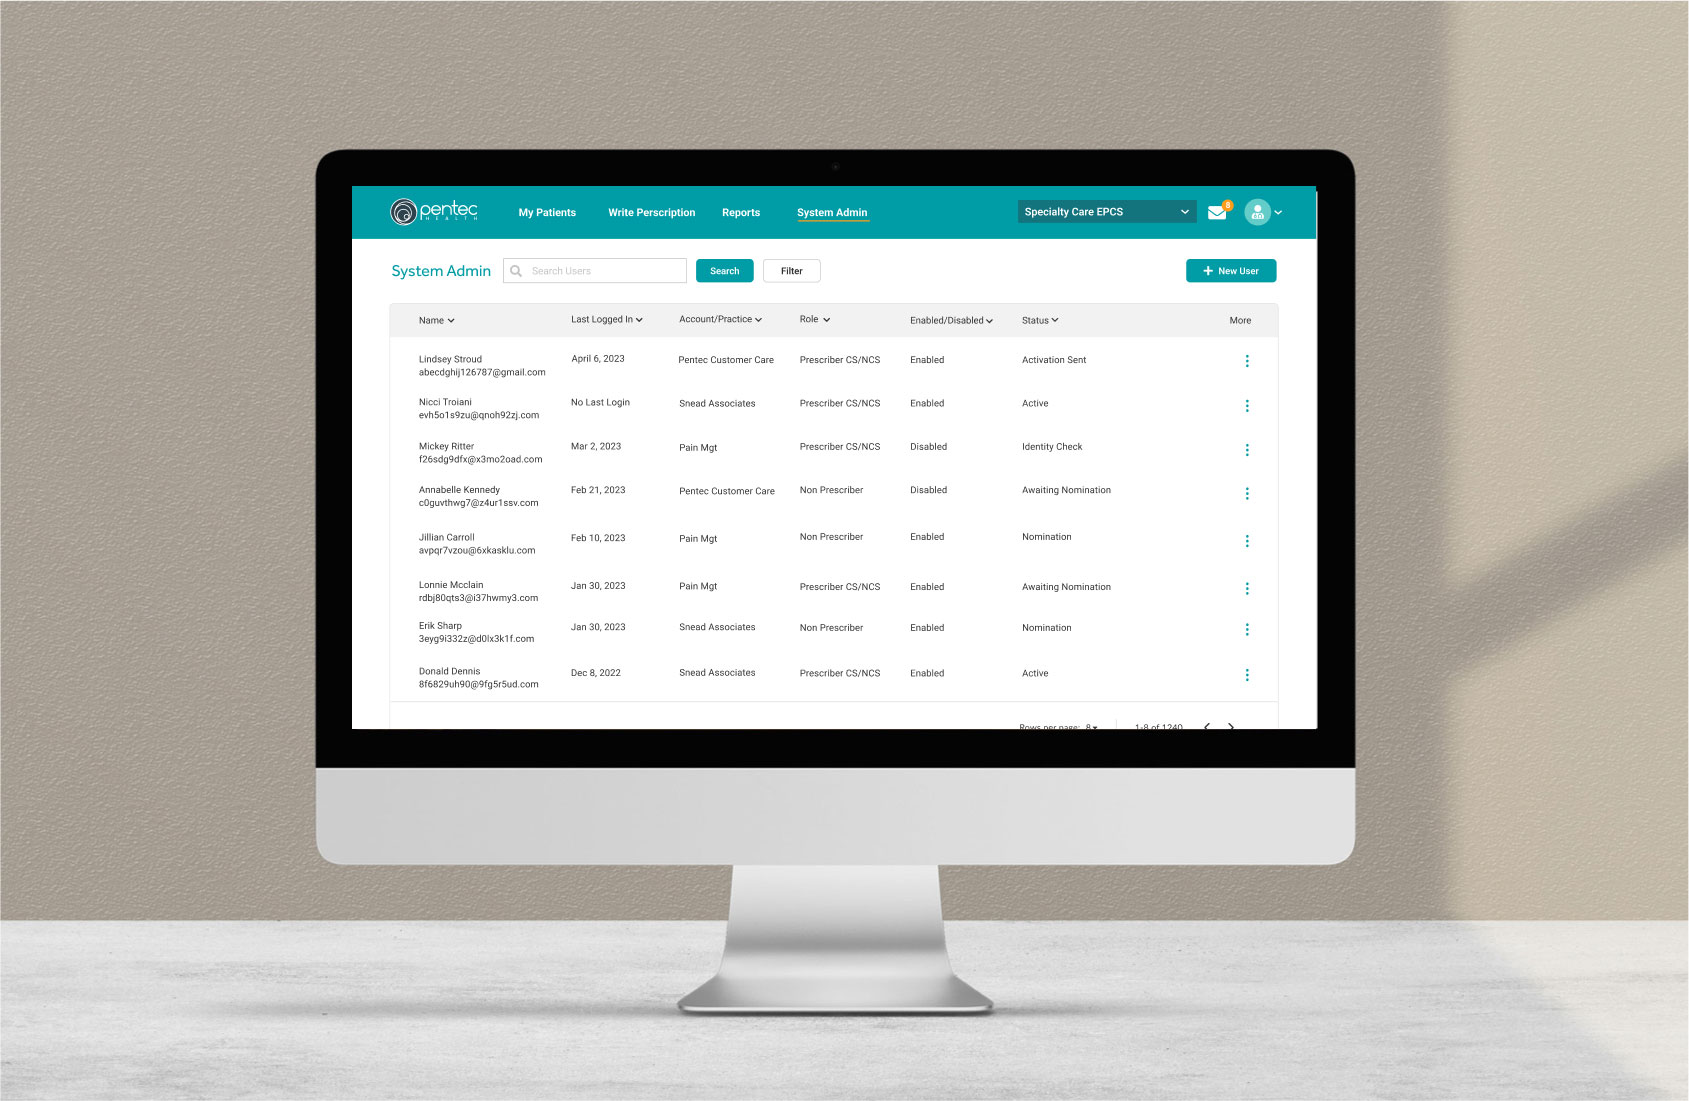 pentec
HEALTH
My Patients Write Perscription Reports System Admin
Specialty Care EPCS
8
System Admin Search Users Search Filter + New User
Name Last Logged In Account/Practice Role Enabled/Disabled Status More
Lindsey Stroud April 6, 2023 Pentec Customer Care Prescriber CS/NCS Enabled Activation Sent
abecdghij126787@gmail.com
Nicci Troiani No Last Login Snead Associates Prescriber CS/NCS Enabled Active
evh5o1s9zu@qnoh92zj.com
Mickey Ritter Mar 2, 2023 Pain Mgt Prescriber CS/NCS Disabled Identity Check
f26sdg9dfx@x3mo2oad.com
Annabelle Kennedy Feb 21, 2023 Pentec Customer Care Non Prescriber Disabled Awaiting Nomination
c0guvthwg7@z4ur1ssv.com
Jillian Carroll Feb 10, 2023 Pain Mgt Non Prescriber Enabled Nomination
avpqr7vzou@6xkasklu.com
Lonnie Mcclain Jan 30, 2023 Pain Mgt Prescriber CS/NCS Enabled Awaiting Nomination
rdbj80qts3@i37hwmy3.com
Erik Sharp Jan 30, 2023 Snead Associates Non Prescriber Enabled Nomination
3eyg9i332z@d0lx3k1f.com
Donald Dennis Dec 8, 2022 Snead Associates Prescriber CS/NCS Enabled Active
8f6829uh90@9fg5r5ud.com
Rows per page: 8 1-8 of 1240